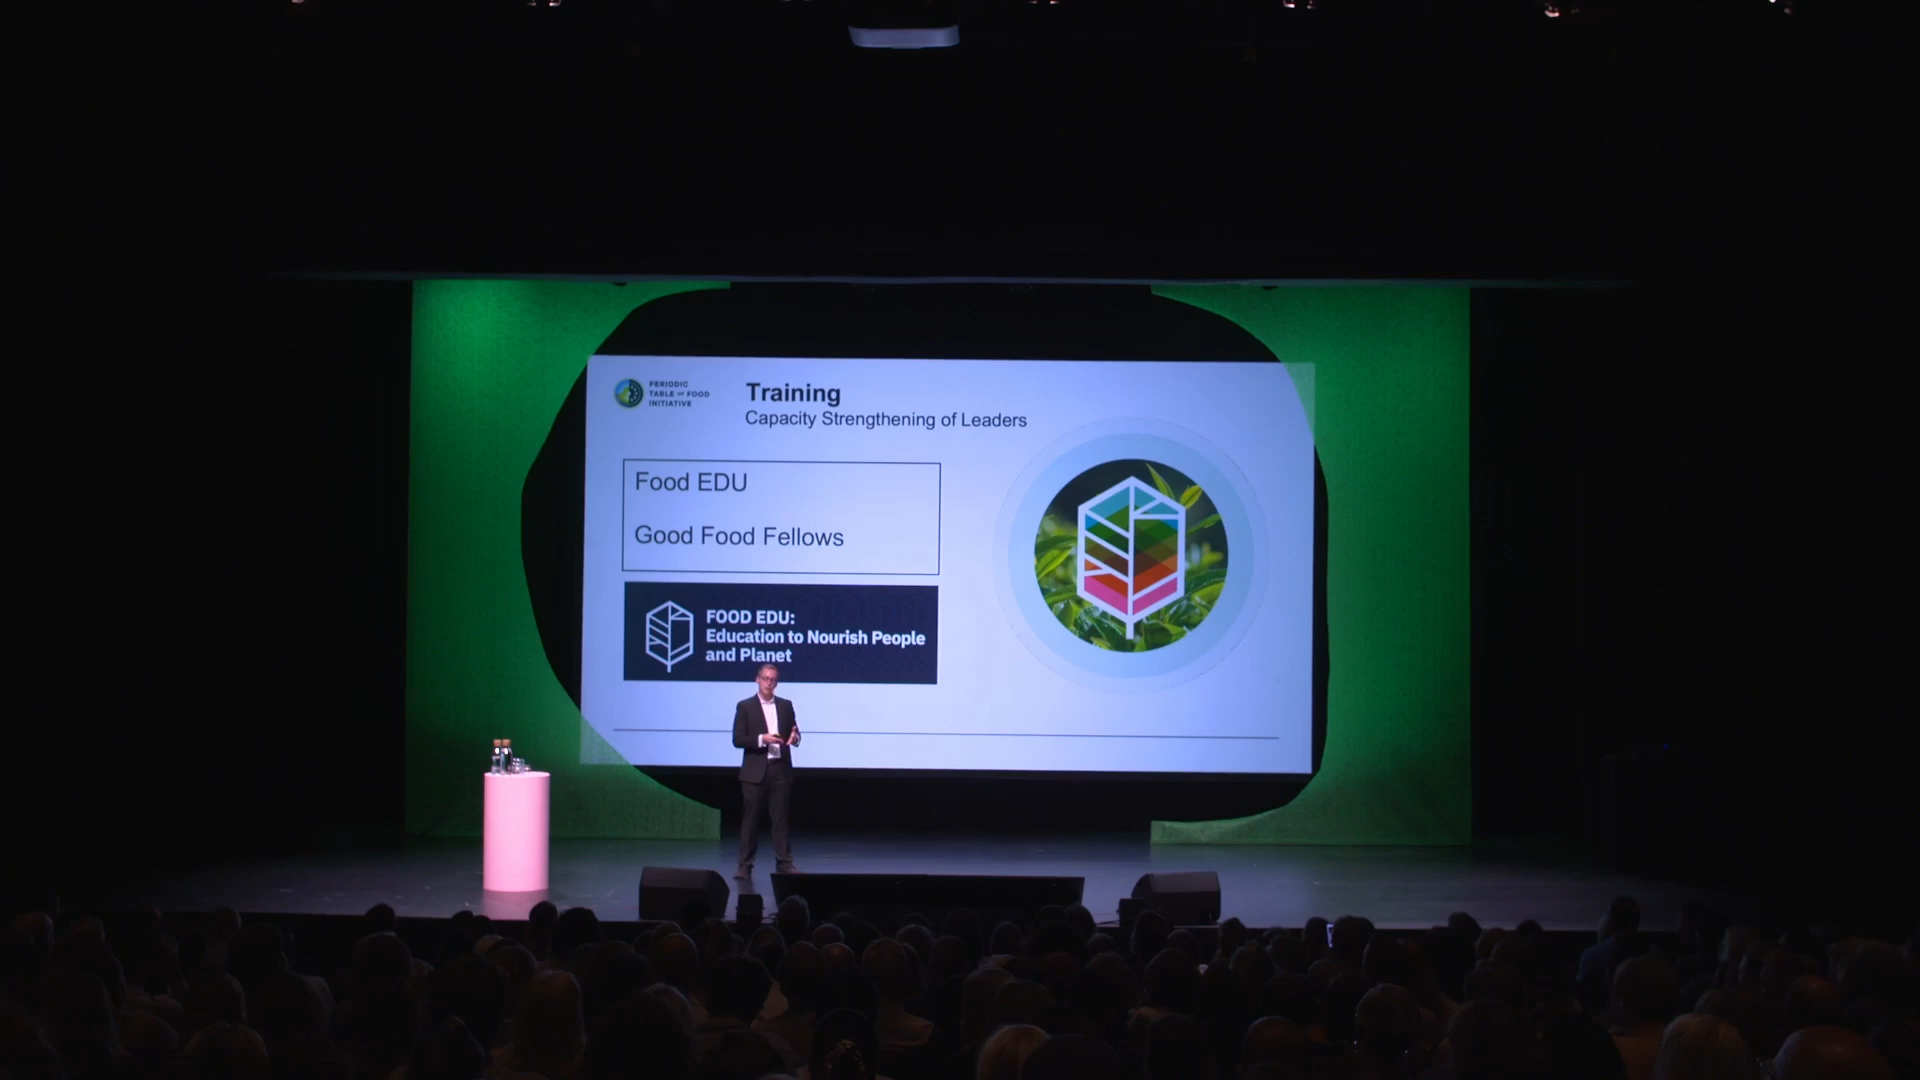 PERIODIC
TABLE OF FOOD
INITIATIVE
Training
Capacity Strengthening of Leaders
Food EDU
Good Food Fellows
FOOD EDU:
Education to Nourish People
and Planet